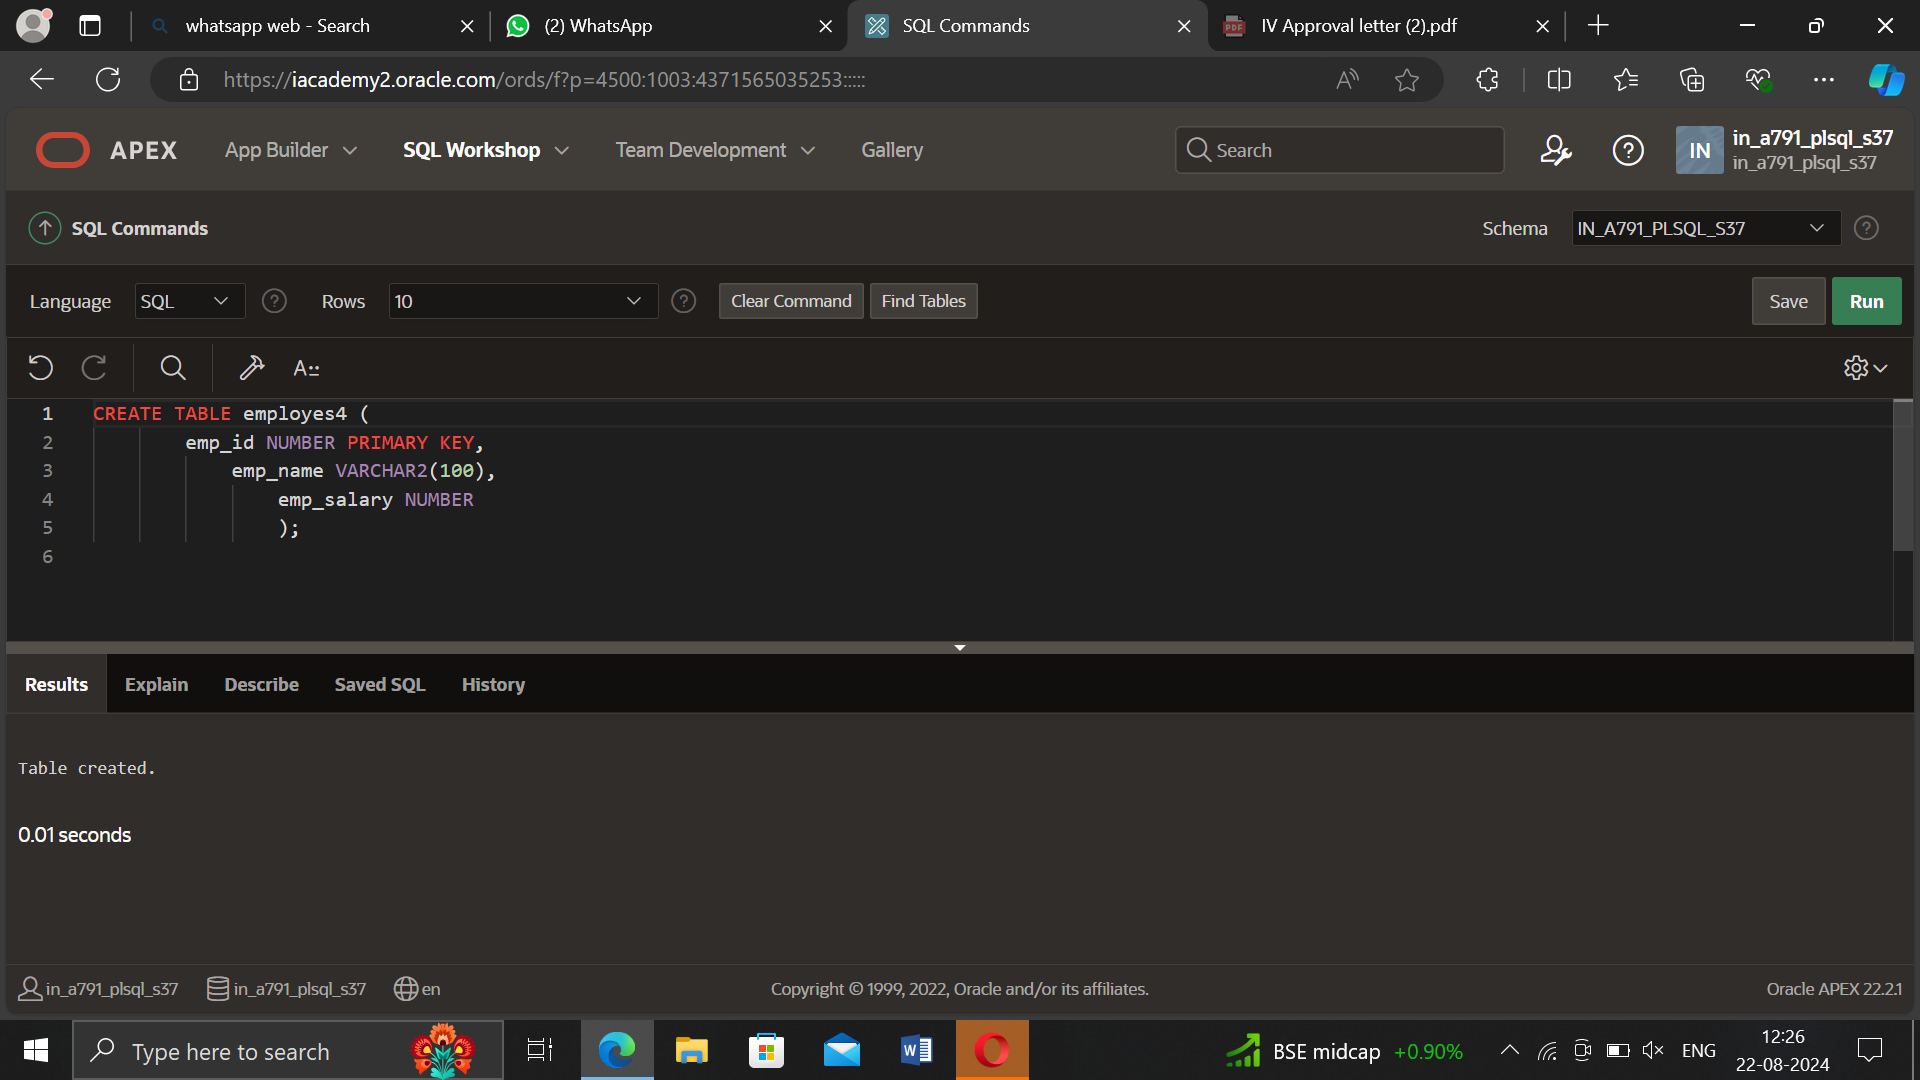 whatsapp web - Search
(2) WhatsApp
SQL Commands
IV Approval letter (2).pdf
https://iacademy2.oracle.com/ords/f?p=4500:1003:4371565035253:::::
APEX
App Builder
SQL Workshop
Team Development
Gallery
Search
IN
in_a791_plsql_s37
in_a791_plsql_s37
SQL Commands
Schema
IN_A791_PLSQL_S37
Language
SQL
Rows
10
Clear Command
Find Tables
Save
Run
1 CREATE TABLE employes4 (
2 emp_id NUMBER PRIMARY KEY,
3 emp_name VARCHAR2(100),
4 emp_salary NUMBER
5 );
6
Results
Explain
Describe
Saved SQL
History
Table created.
0.01 seconds
in_a791_plsql_s37
in_a791_plsql_s37
en
Copyright © 1999, 2022, Oracle and/or its affiliates.
Oracle APEX 22.2.1
Type here to search
BSE midcap +0.90%
ENG
12:26
22-08-2024